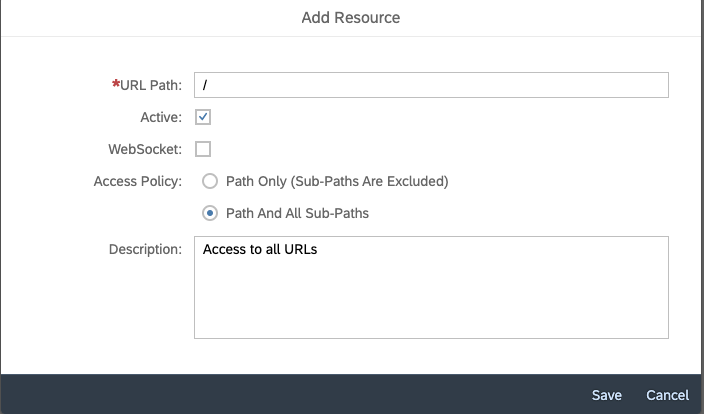 Add Resource
*URL Path: /
Active:
WebSocket:
Access Policy: Path Only (Sub-Paths Are Excluded)
Path And All Sub-Paths
Description: Access to all URLs
Save Cancel